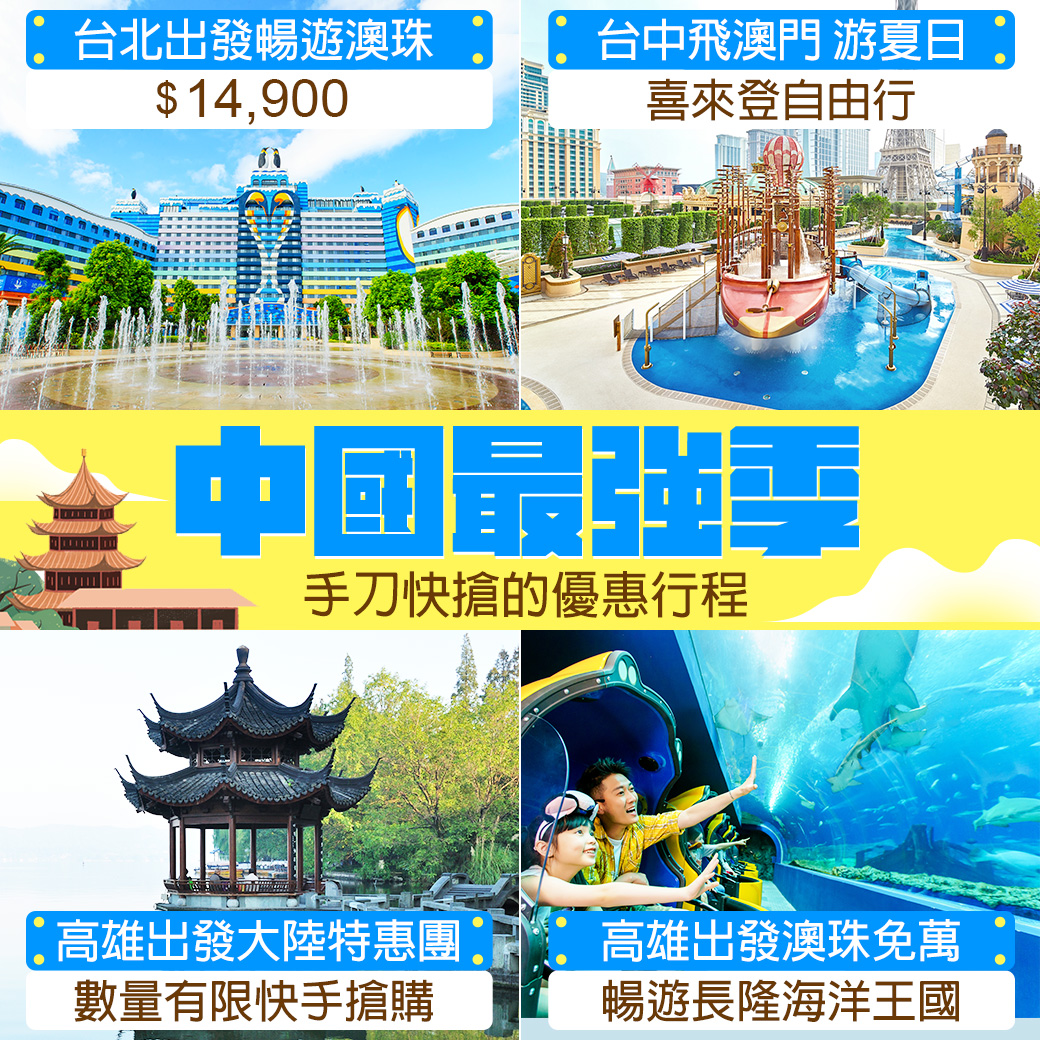 台北出發暢遊澳珠
$14,900
台中飛澳門 游夏日
喜來登自由行
中國最強季
手刀快搶的優惠行程
高雄出發大陸特惠團
數量有限快手搶購
高雄出發澳珠免萬
暢遊長隆海洋王國